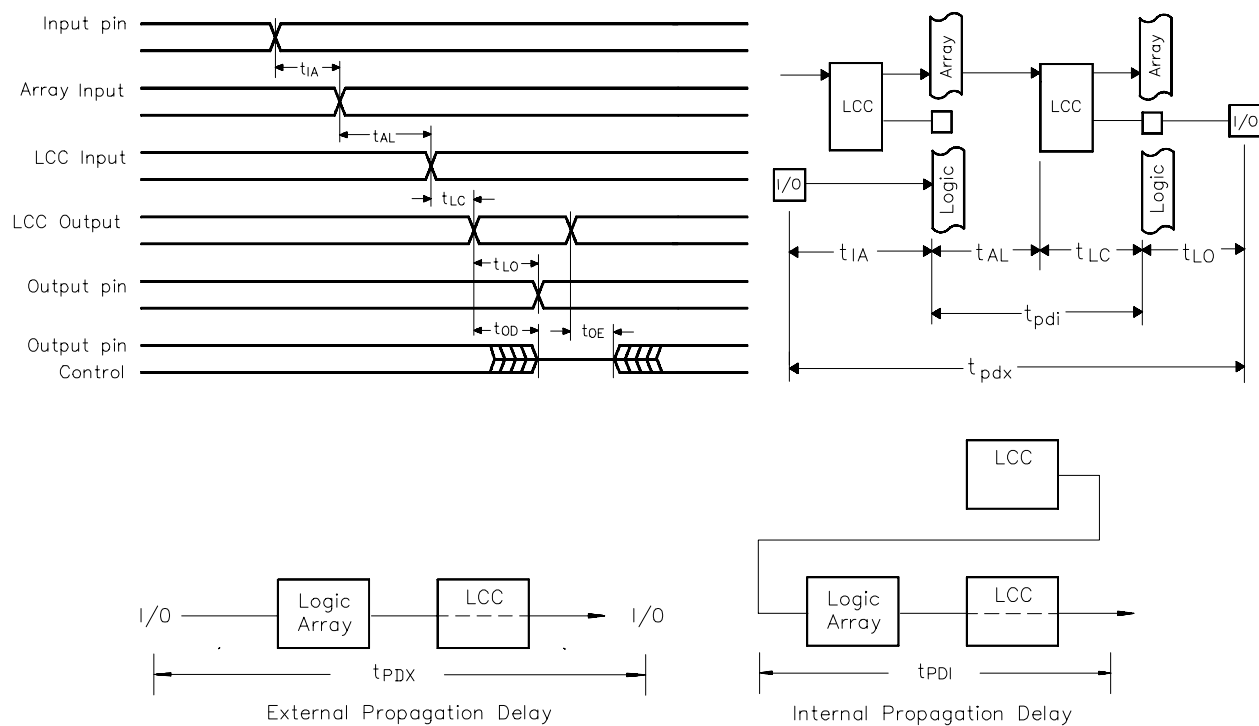 Input pin
tIA
Array Input
tAL
LCC Input
tLC
LCC Output
tLO
Output pin
tOD
tOE
Output pin
Control
Array
Array
LCC
LCC
I/O
I/O
Logic
Logic
tIA
tAL
tLC
tLO
tpdi
tpdx
I/O
Logic
Array
LCC
I/O
tPDX
External Propagation Delay
LCC
Logic
Array
LCC
tPDI
Internal Propagation Delay